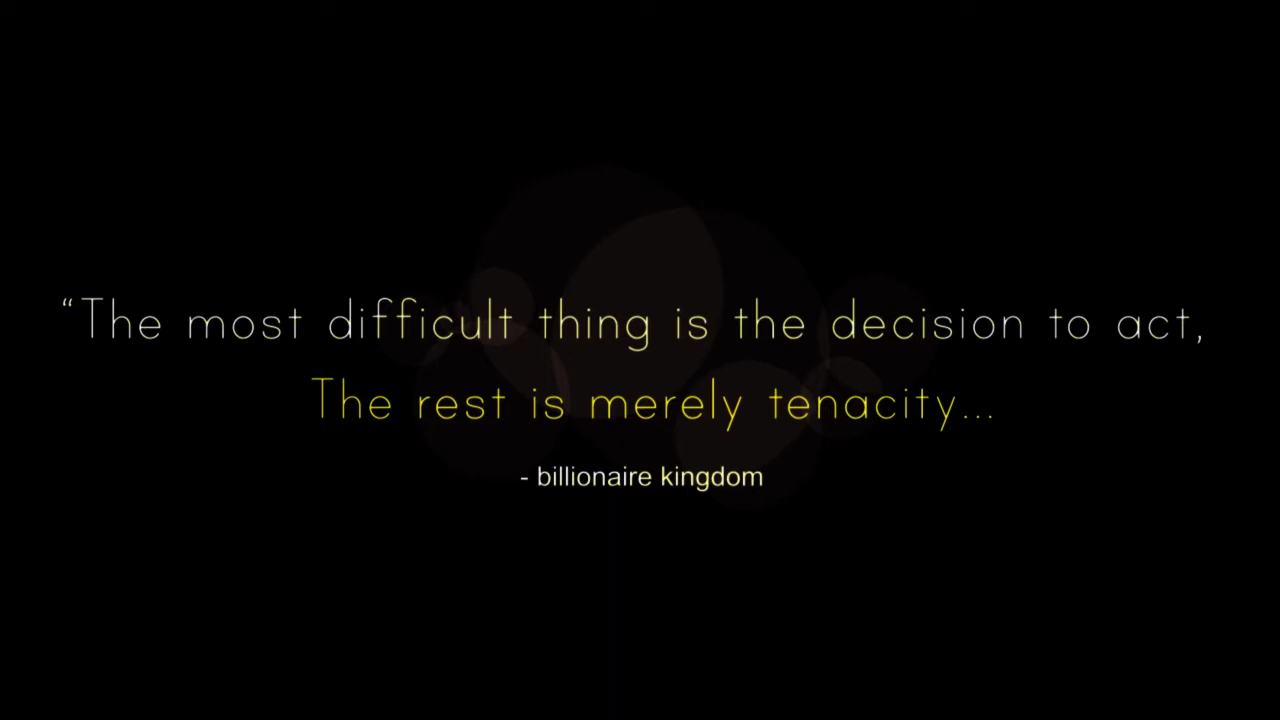 “The most difficult thing is the decision to act,
The rest is merely tenacity...
- billionaire kingdom